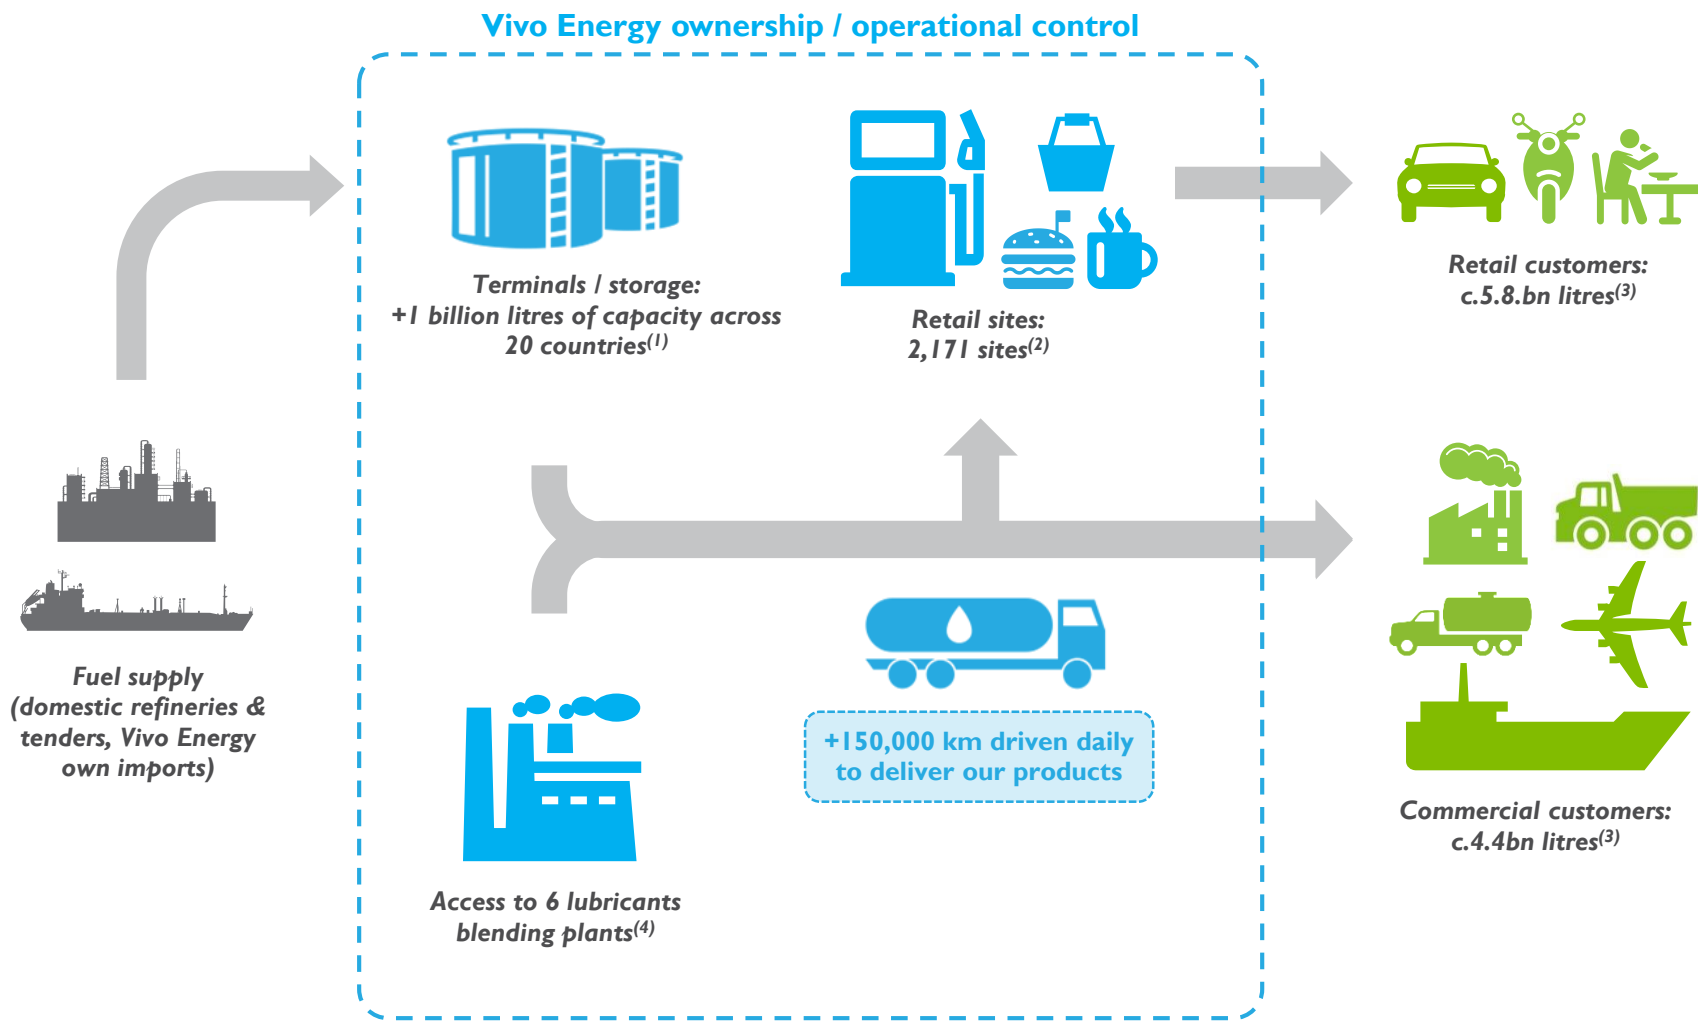 Vivo Energy ownership / operational control
Terminals / storage:
+1 billion litres of capacity across
20 countries(1)
Retail sites:
2,171 sites(2)
Retail customers:
c.5.8.bn litres(3)
Fuel supply
(domestic refineries &
tenders, Vivo Energy
own imports)
+150,000 km driven daily
to deliver our products
Commercial customers:
c.4.4bn litres(3)
Access to 6 lubricants
blending plants(4)